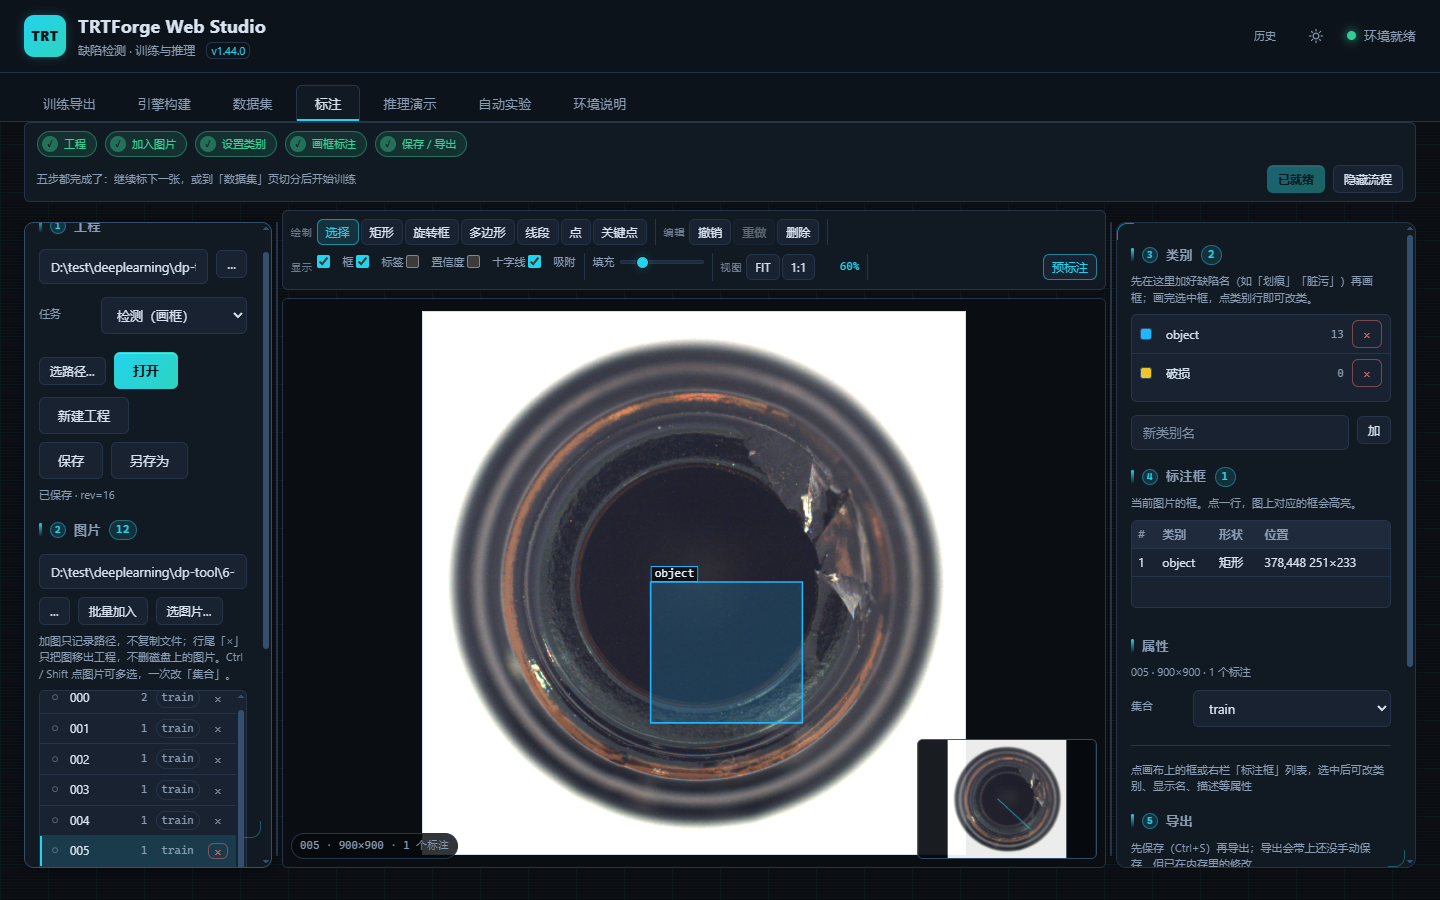 TRT
TRTForge Web Studio
缺陷检测 · 训练与推理 v1.44.0
历史
环境就绪
训练导出 引擎构建 数据集 标注 推理演示 自动实验 环境说明
✓ 工程 ✓ 加入图片 ✓ 设置类别 ✓ 画框标注 ✓ 保存 / 导出
五步都完成了：继续标下一张，或到「数据集」页切分后开始训练
已就绪 隐藏流程
1 工程
D:\test\deeplearning\dp-
...
任务 检测（画框）
选路径... 打开
新建工程
保存 另存为
已保存 · rev=16
2 图片 12
D:\test\deeplearning\dp-tool\6-
... 批量加入 选图片...
加图只记录路径，不复制文件；行尾「×」
只把图移出工程，不删磁盘上的图片。Ctrl
/ Shift 点图片可多选，一次改「集合」。
000 2 train ×
001 1 train ×
002 1 train ×
003 1 train ×
004 1 train ×
005 1 train ×
绘制 选择 矩形 旋转框 多边形 线段 点 关键点 编辑 撤销 重做 删除
显示 框 标签 置信度 十字线 吸附 填充 视图 FIT 1:1 60% 预标注
object
005 · 900×900 · 1 个标注
3 类别 2
先在这里加好缺陷名（如「划痕」「脏污」）再画
框；画完选中框，点类别行即可改类。
object 13 ×
破损 0 ×
新类别名 加
4 标注框 1
当前图片的框。点一行，图上对应的框会高亮。
# 类别 形状 位置
1 object 矩形 378,448 251×233
属性
005 · 900×900 · 1 个标注
集合 train
点画布上的框或右栏「标注框」列表，选中后可改类
别、显示名、描述等属性
5 导出
先保存（Ctrl+S）再导出；导出会带上还没手动保
存、但已在内存里的修改